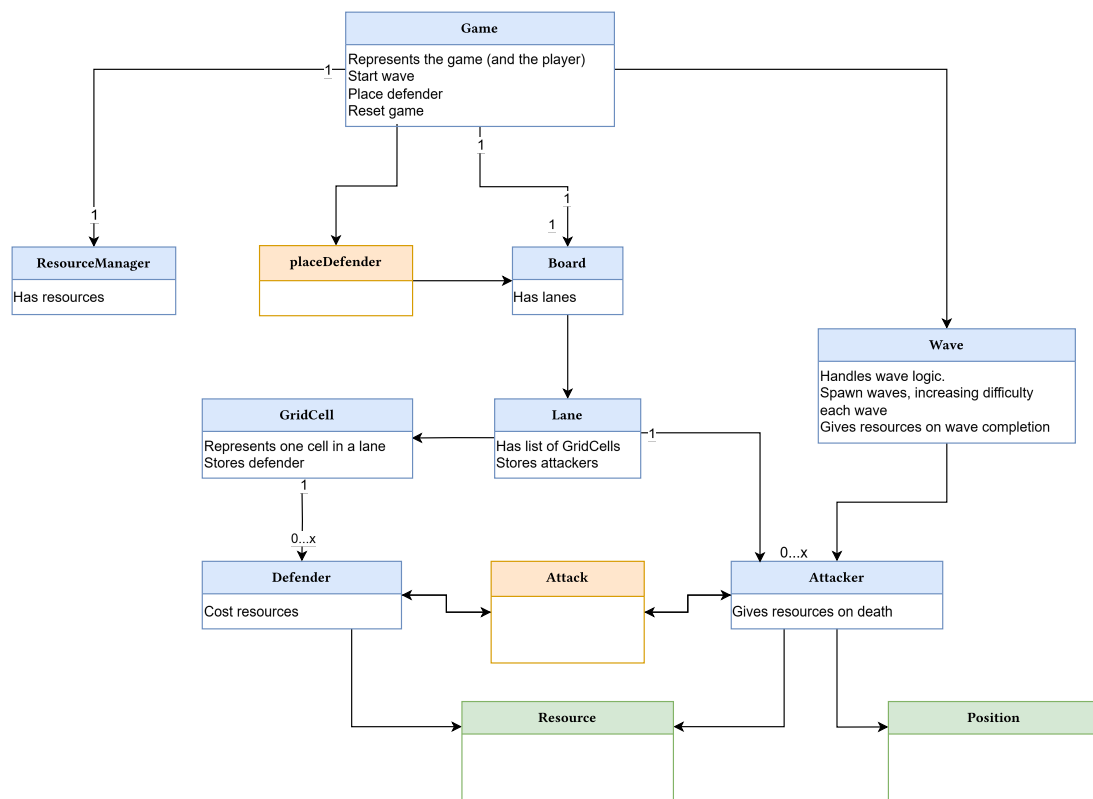 Game
Represents the game (and the player)
Start wave
Place defender
Reset game
1
1
1
1
1
ResourceManager
Has resources
placeDefender
Board
Has lanes
Wave
Handles wave logic.
Spawn waves, increasing difficulty
each wave
Gives resources on wave completion
GridCell
Represents one cell in a lane
Stores defender
Lane
Has list of GridCells
Stores attackers
1
1
0...x
0...x
Defender
Cost resources
Attack
Attacker
Gives resources on death
Resource
Position